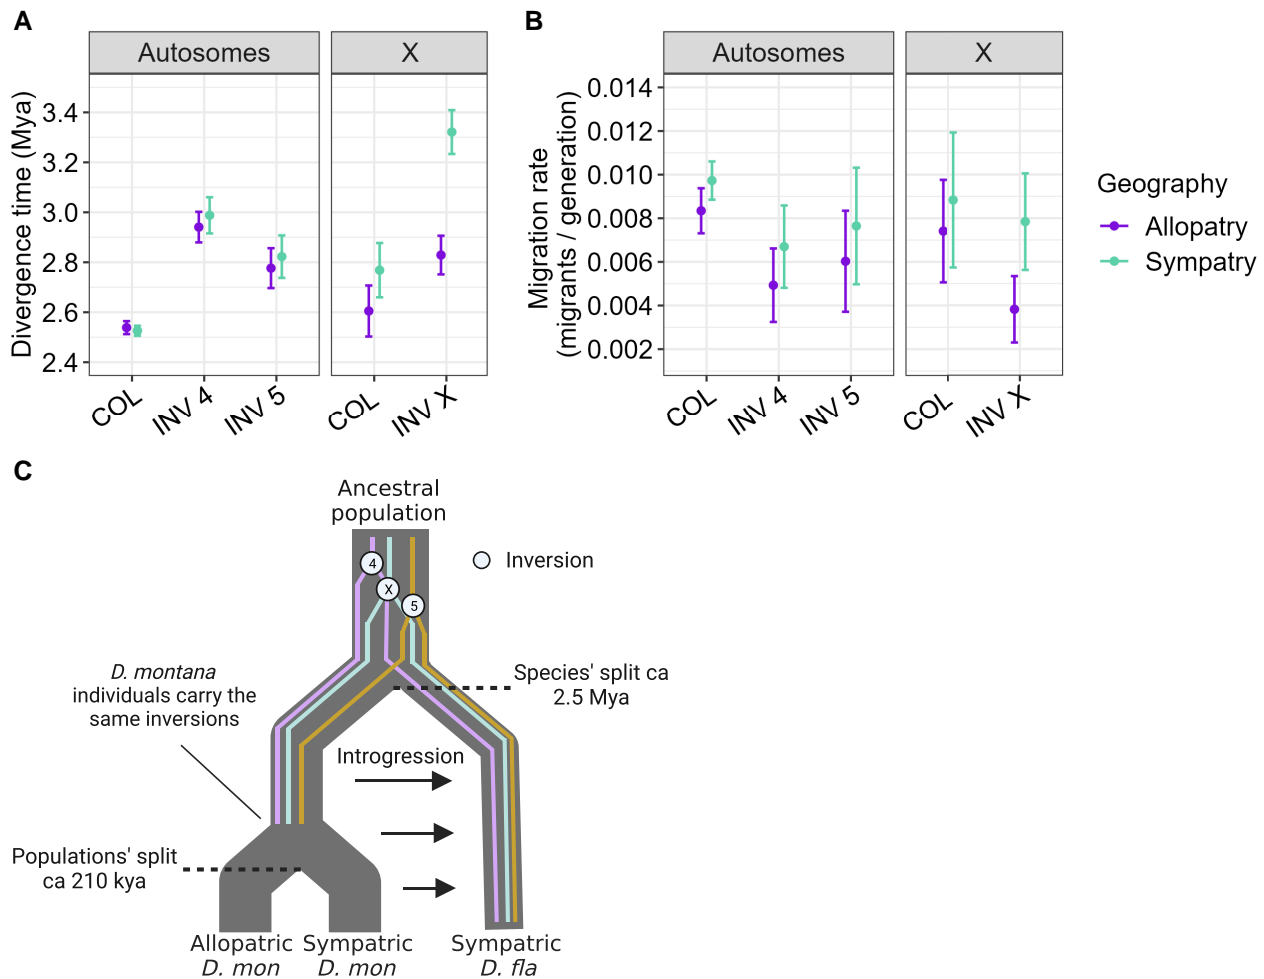 A
Autosomes
X
Divergence time (Mya)
3.4
3.2
3.0
2.8
2.6
2.4
COL
INV 4
INV 5
COL
INV X
B
Autosomes
X
Migration rate
(migrants / generation)
0.014
0.012
0.010
0.008
0.006
0.004
0.002
COL
INV 4
INV 5
COL
INV X
Geography
Allopatry
Sympatry
C
Ancestral
population
4
X
5
Inversion
D. montana
individuals carry the
same inversions
Species' split ca
2.5 Mya
Introgression
Populations' split
ca 210 kya
Allopatric
D. mon
Sympatric
D. mon
Sympatric
D. fla